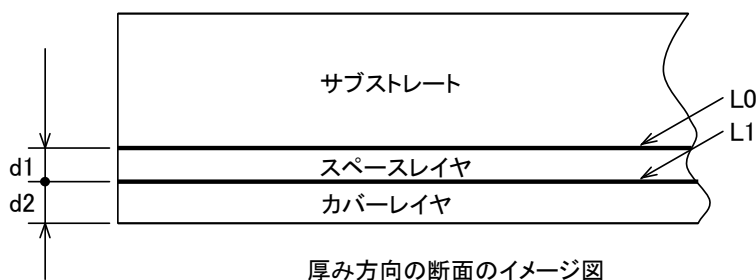 サブストレート
L0
L1
d1
スペースレイヤ
d2
カバーレイヤ
厚み方向の断面のイメージ図